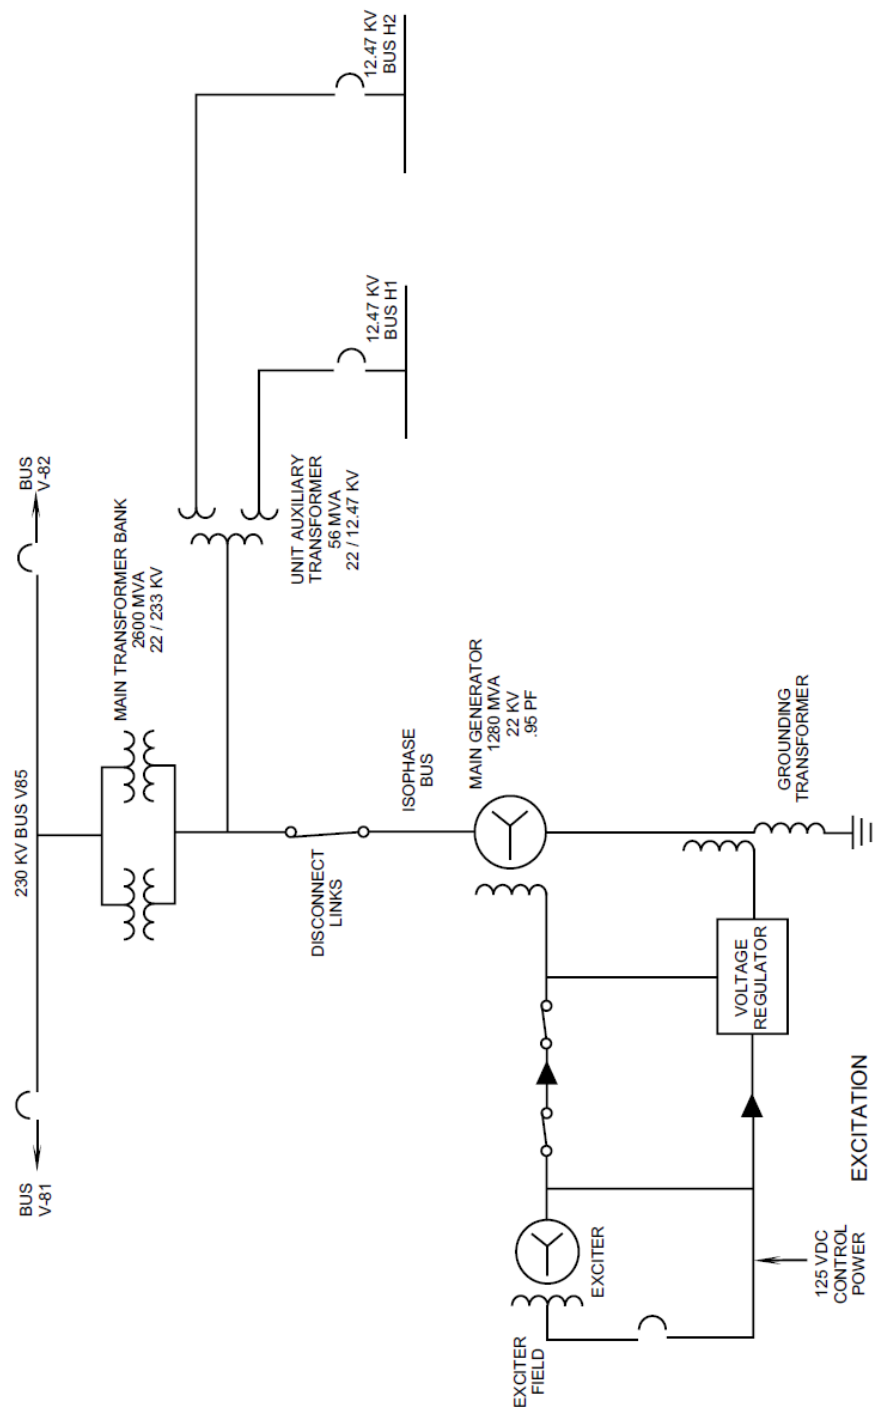 12.47 KV
BUS H2
12.47 KV
BUS H1
BUS
V-82
230 KV BUS V85
BUS
V-81
MAIN TRANSFORMER BANK
2600 MVA
22 / 233 KV
UNIT AUXILIARY
TRANSFORMER
56 MVA
22 / 12.47 KV
DISCONNECT
LINKS
ISOPHASE
BUS
MAIN GENERATOR
1280 MVA
22 KV
.95 PF
GROUNDING
TRANSFORMER
VOLTAGE
REGULATOR
EXCITATION
EXCITER
EXCITER
FIELD
125 VDC
CONTROL
POWER